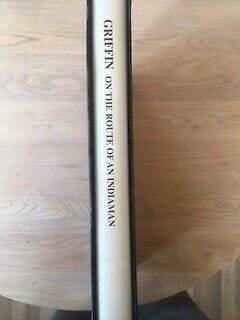 GRIFFIN ON THE ROUTE OF AN INDIAMAN